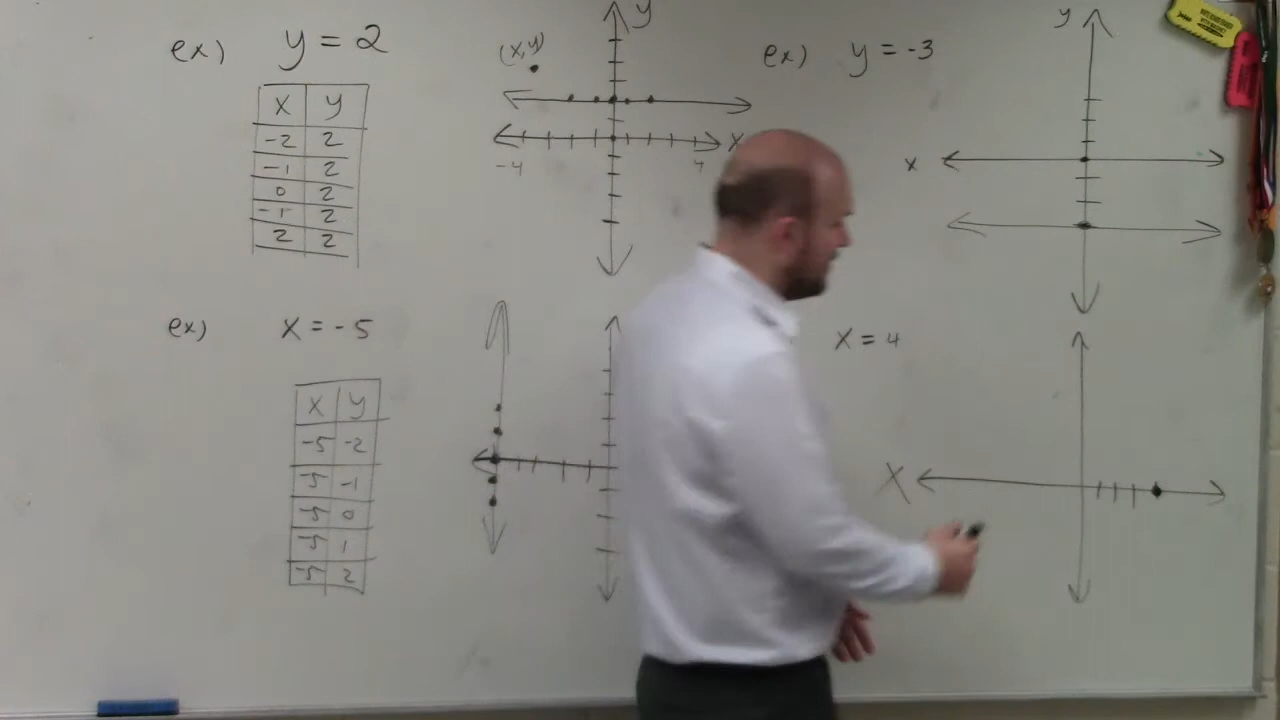 ex) y = 2
x y
-2 2
-1 2
0 2
-1 2
2 2
(x,y)
y
x
-4 4
ex) y = -3
y
x
ex) x = -5
x y
-5 -2
-5 -1
-5 0
-5 1
-5 2
x = 4
X